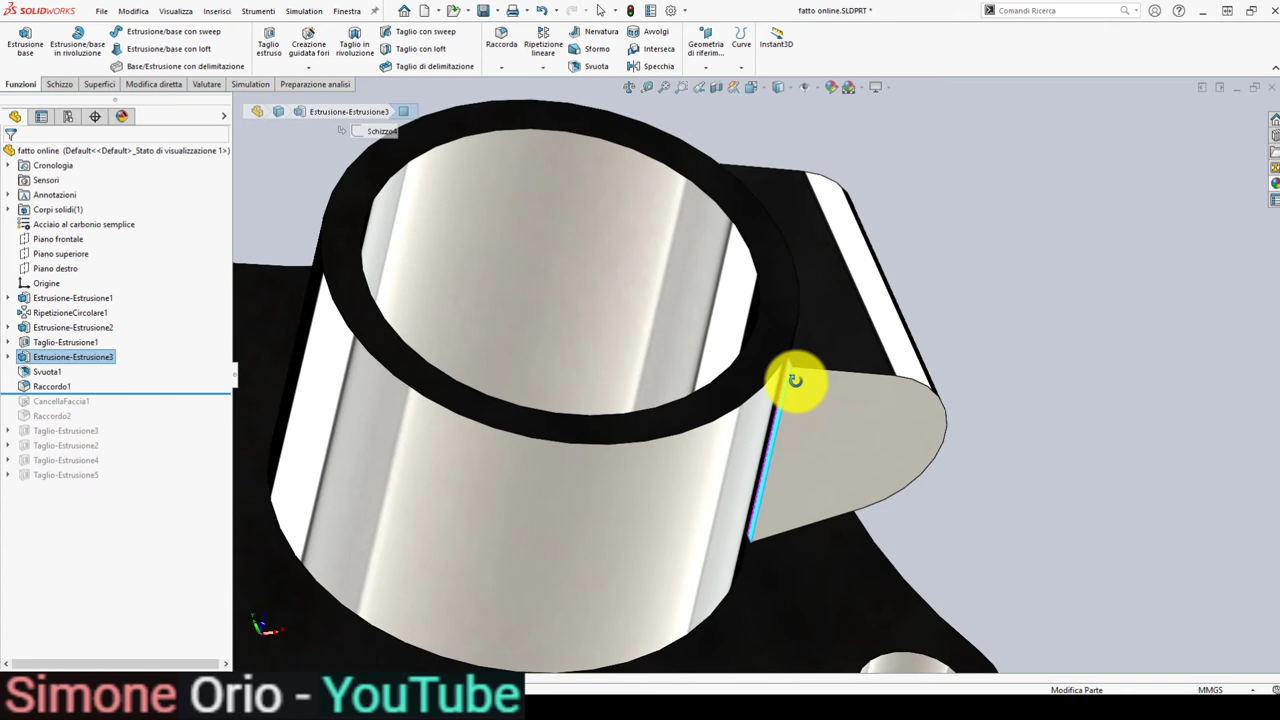 SOLIDWORKS File Modifica Visualizza Inserisci Strumenti Simulation Finestra fatto online.SLDPRT * Comandi Ricerca
Estrusione base
Estrusione/base in rivoluzione
Estrusione/base con sweep
Estrusione/base con loft
Base/Estrusione con delimitazione
Taglio estruso
Creazione guidata fori
Taglio in rivoluzione
Taglio con sweep
Taglio con loft
Taglio di delimitazione
Raccorda
Ripetizione lineare
Nervatura
Sformo
Svuota
Avvolgi
Interseca
Specchia
Geometria di riferim...
Curve
Instant3D
Funzioni Schizzo Superfici Modifica diretta Valutare Simulation Preparazione analisi
Estrusione-Estrusione3
Schizzo4
fatto online (Default<<Default>_Stato di visualizzazione 1>)
Cronologia
Sensori
Annotazioni
Corpi solidi(1)
Acciaio al carbonio semplice
Piano frontale
Piano superiore
Piano destro
Origine
Estrusione-Estrusione1
RipetizioneCircolare1
Estrusione-Estrusione2
Taglio-Estrusione1
Estrusione-Estrusione3
Svuota1
Raccordo1
CancellaFaccia1
Raccordo2
Taglio-Estrusione3
Taglio-Estrusione2
Taglio-Estrusione4
Taglio-Estrusione5
Simone Orio - YouTube
Modifica Parte MMGS